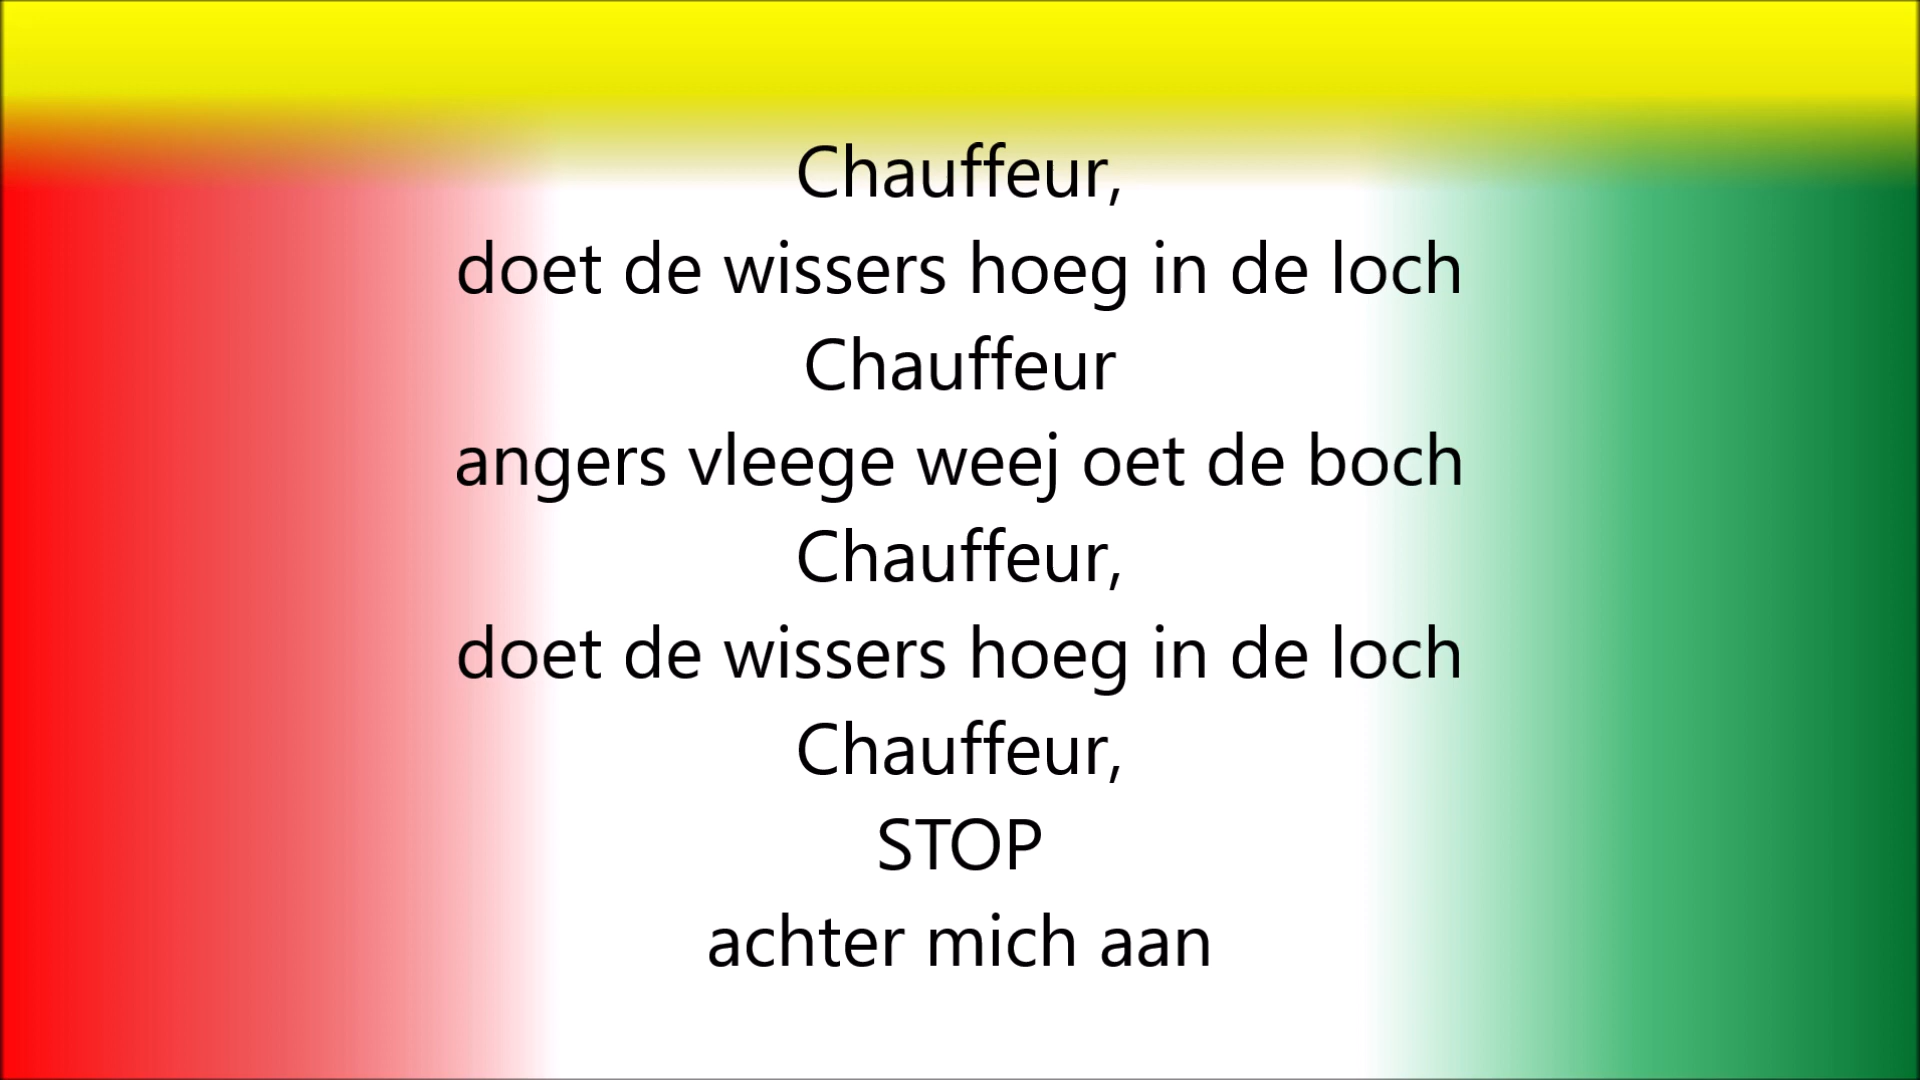 Chauffeur,
doet de wissers hoeg in de loch
Chauffeur
angers vleege weej oet de boch
Chauffeur,
doet de wissers hoeg in de loch
Chauffeur,
STOP
achter mich aan